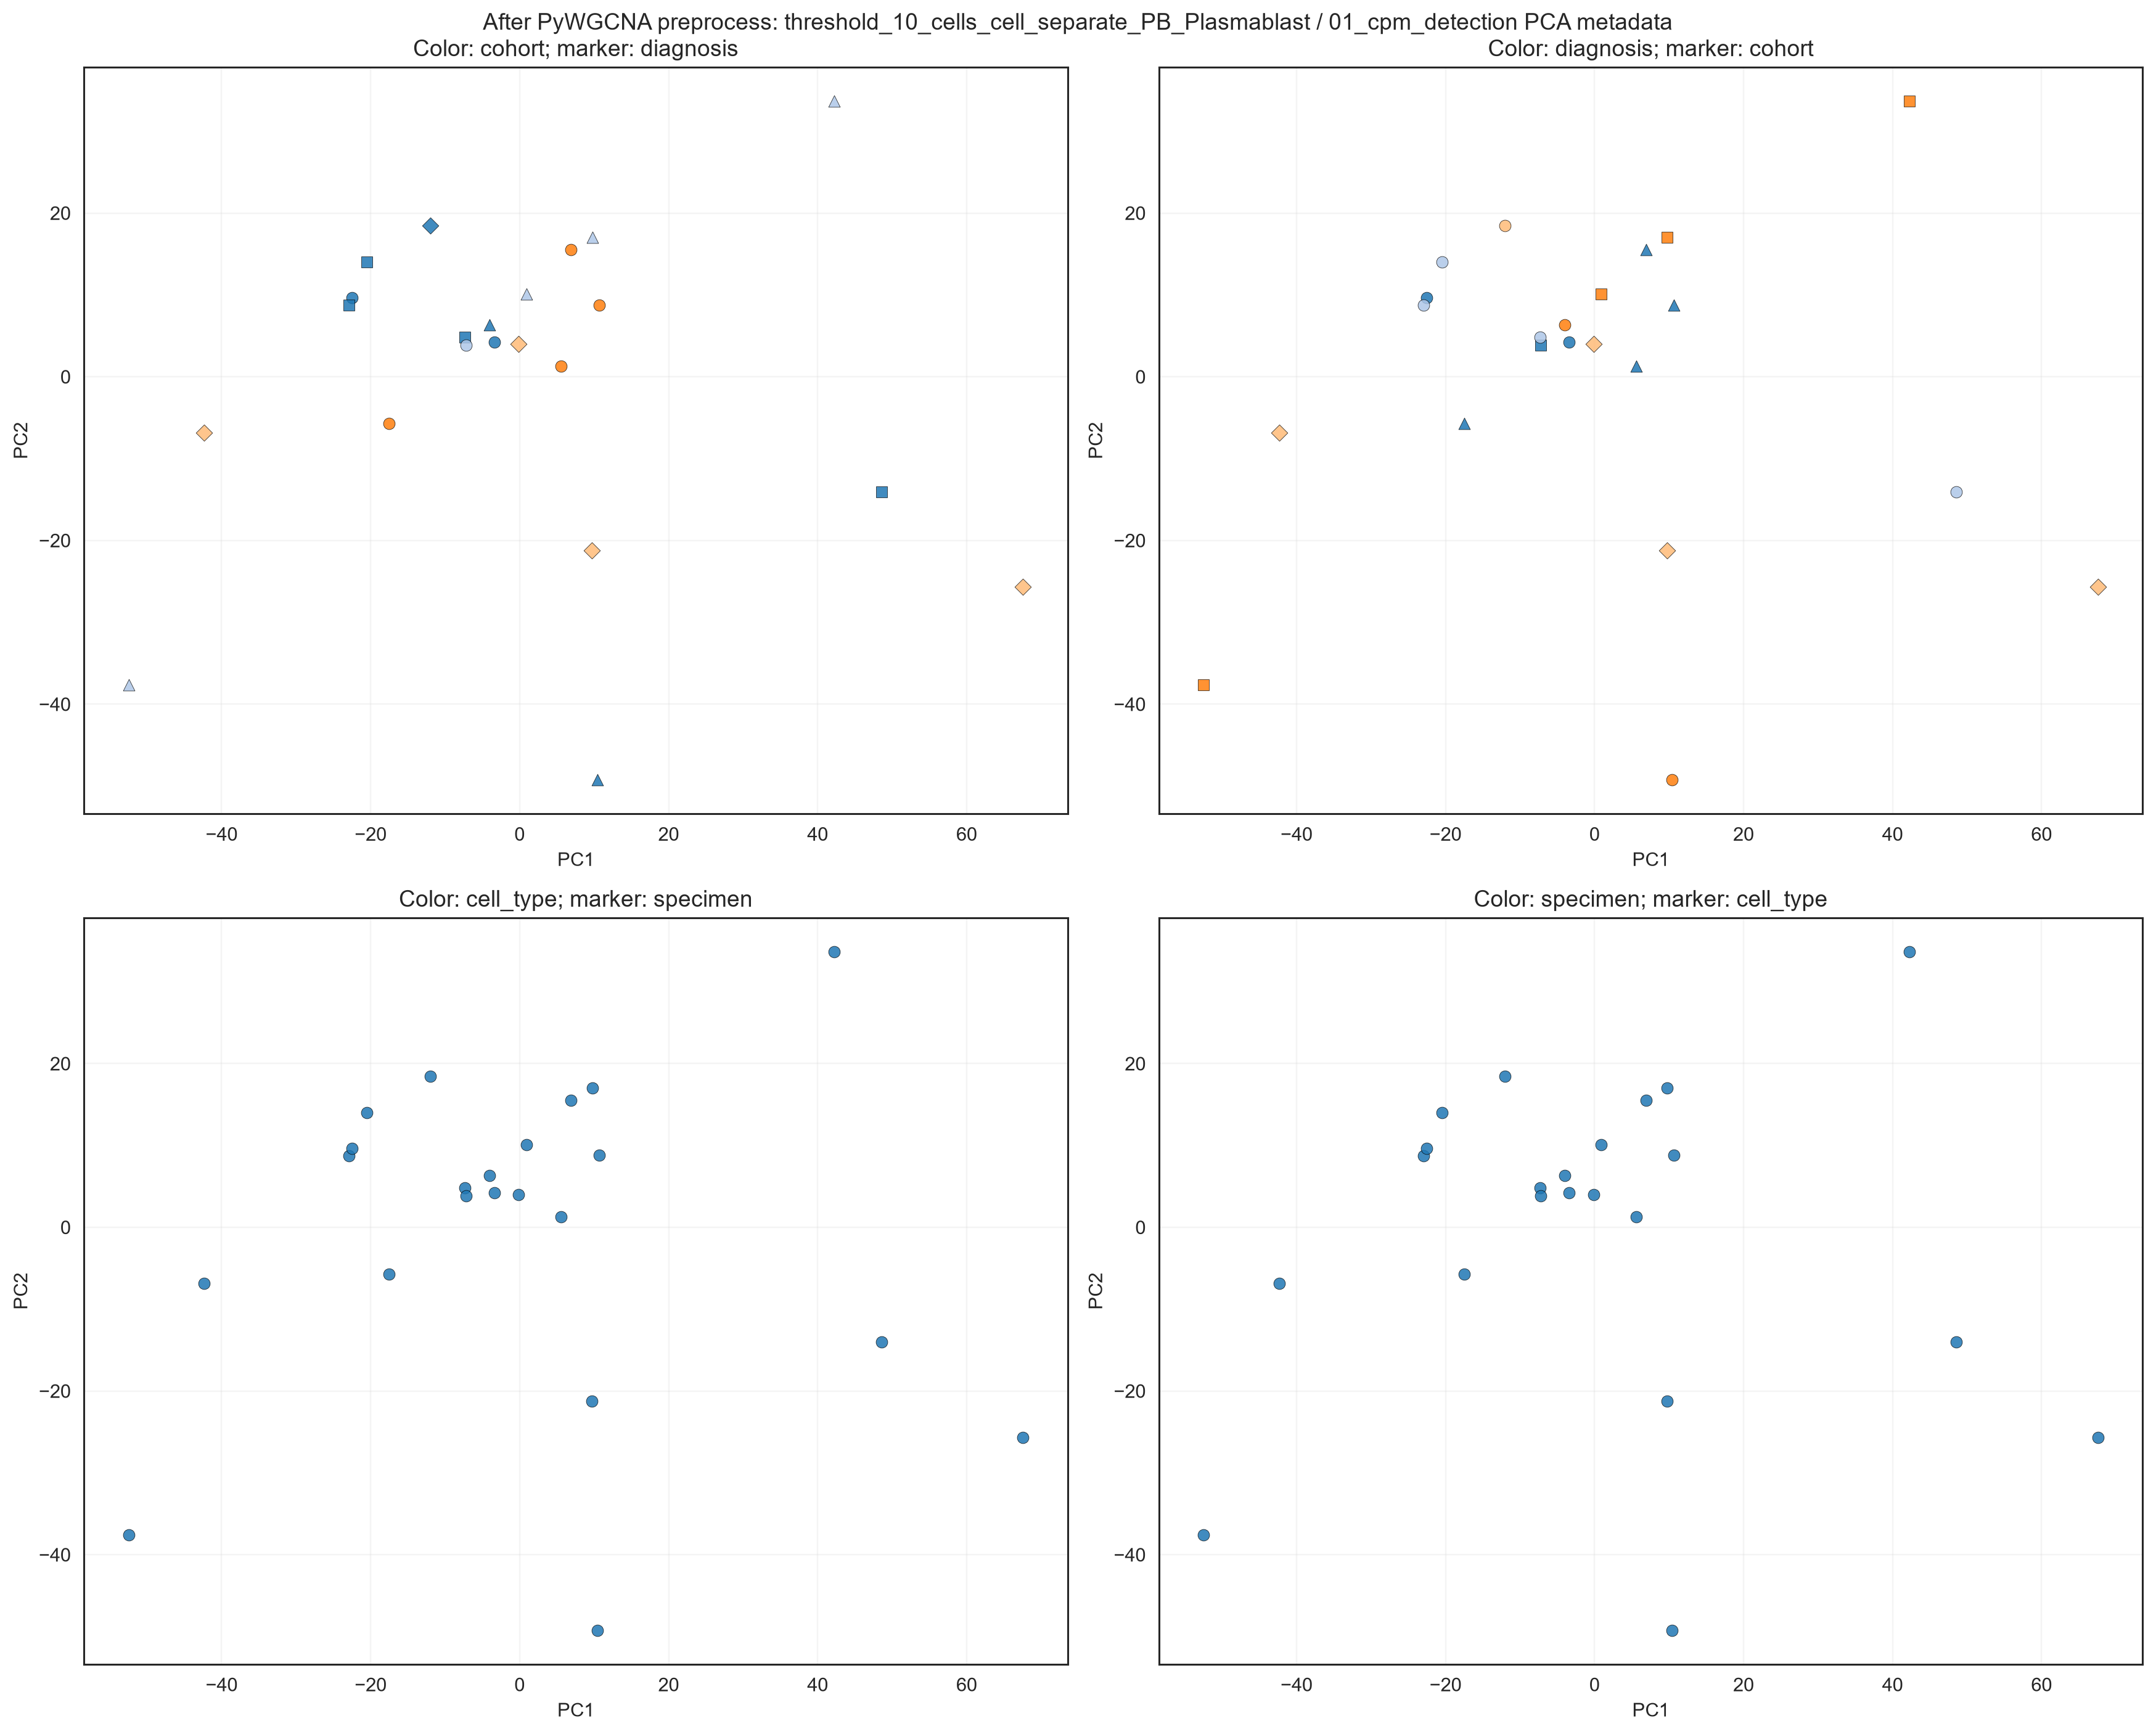 After PyWGCNA preprocess: threshold_10_cells_cell_separate_PB_Plasmablast / 01_cpm_detection PCA metadata
Color: cohort; marker: diagnosis
20
0
−20
−40
PC2
−40 −20 0 20 40 60
PC1
Color: diagnosis; marker: cohort
20
0
−20
−40
PC2
−40 −20 0 20 40 60
PC1
Color: cell_type; marker: specimen
20
0
−20
−40
PC2
−40 −20 0 20 40 60
PC1
Color: specimen; marker: cell_type
20
0
−20
−40
PC2
−40 −20 0 20 40 60
PC1